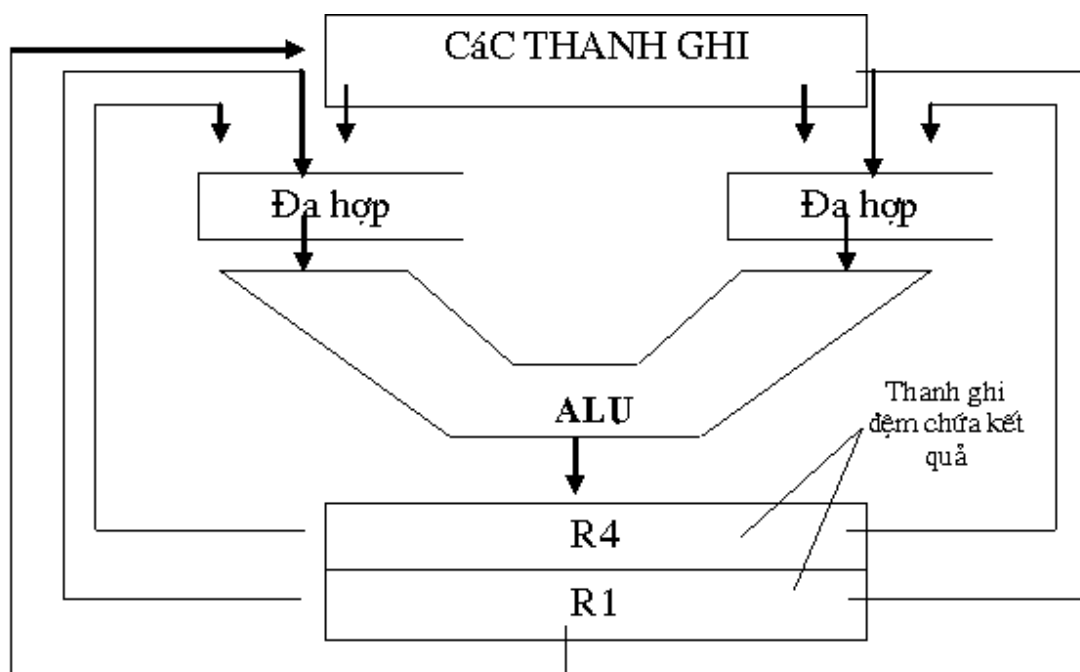 CáC THANH GHI
Đa hợp
Đa hợp
ALU
Thanh ghi
đệm chứa kết
quả
R4
R1